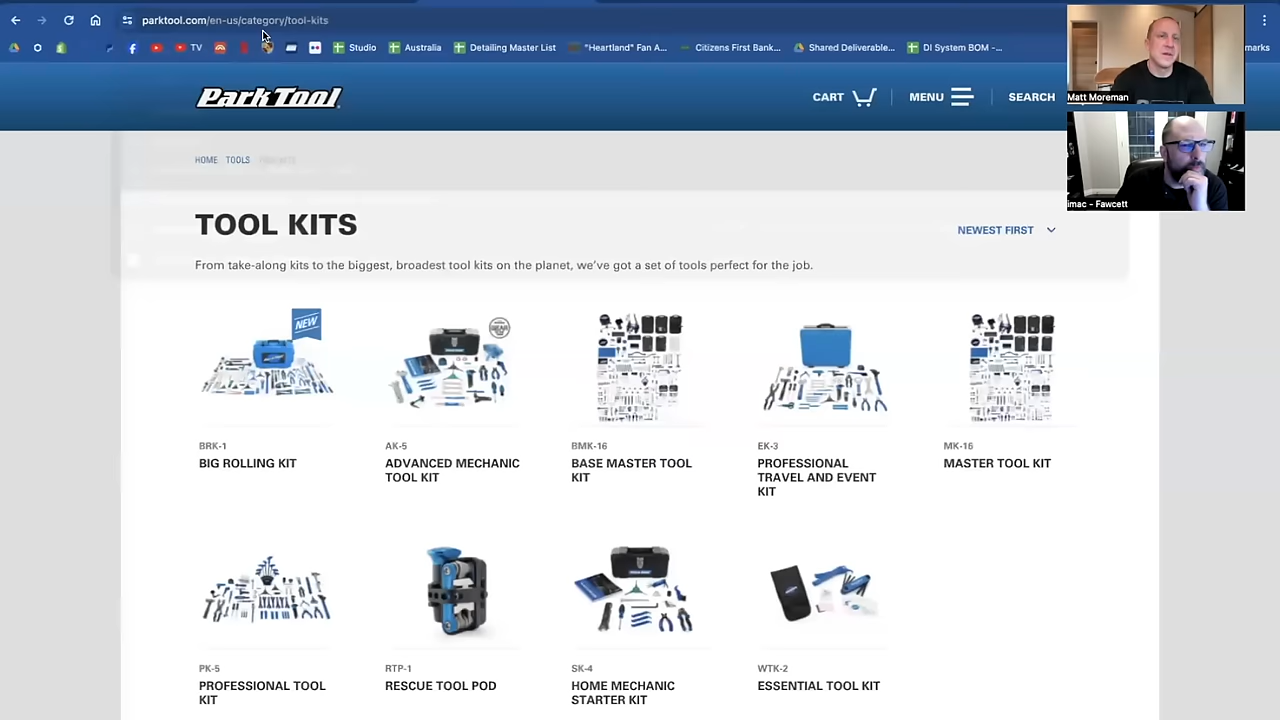 parktool.com/en-us/category/tool-kits
TV
Studio
Australia
Detailing Master List
"Heartland" Fan A...
Citizens First Bank...
Shared Deliverable...
DI System BOM -...
marks
Park Tool
CART
MENU
SEARCH
Matt Moreman
imac - Fawcett
HOME
TOOLS
TOOL KITS
NEWEST FIRST
From take-along kits to the biggest, broadest tool kits on the planet, we've got a set of tools perfect for the job.
NEW
BRK-1
BIG ROLLING KIT
AK-5
ADVANCED MECHANIC
TOOL KIT
BMK-16
BASE MASTER TOOL
KIT
EK-3
PROFESSIONAL
TRAVEL AND EVENT
KIT
MK-16
MASTER TOOL KIT
PK-5
PROFESSIONAL TOOL
KIT
RTP-1
RESCUE TOOL POD
SK-4
HOME MECHANIC
STARTER KIT
WTK-2
ESSENTIAL TOOL KIT